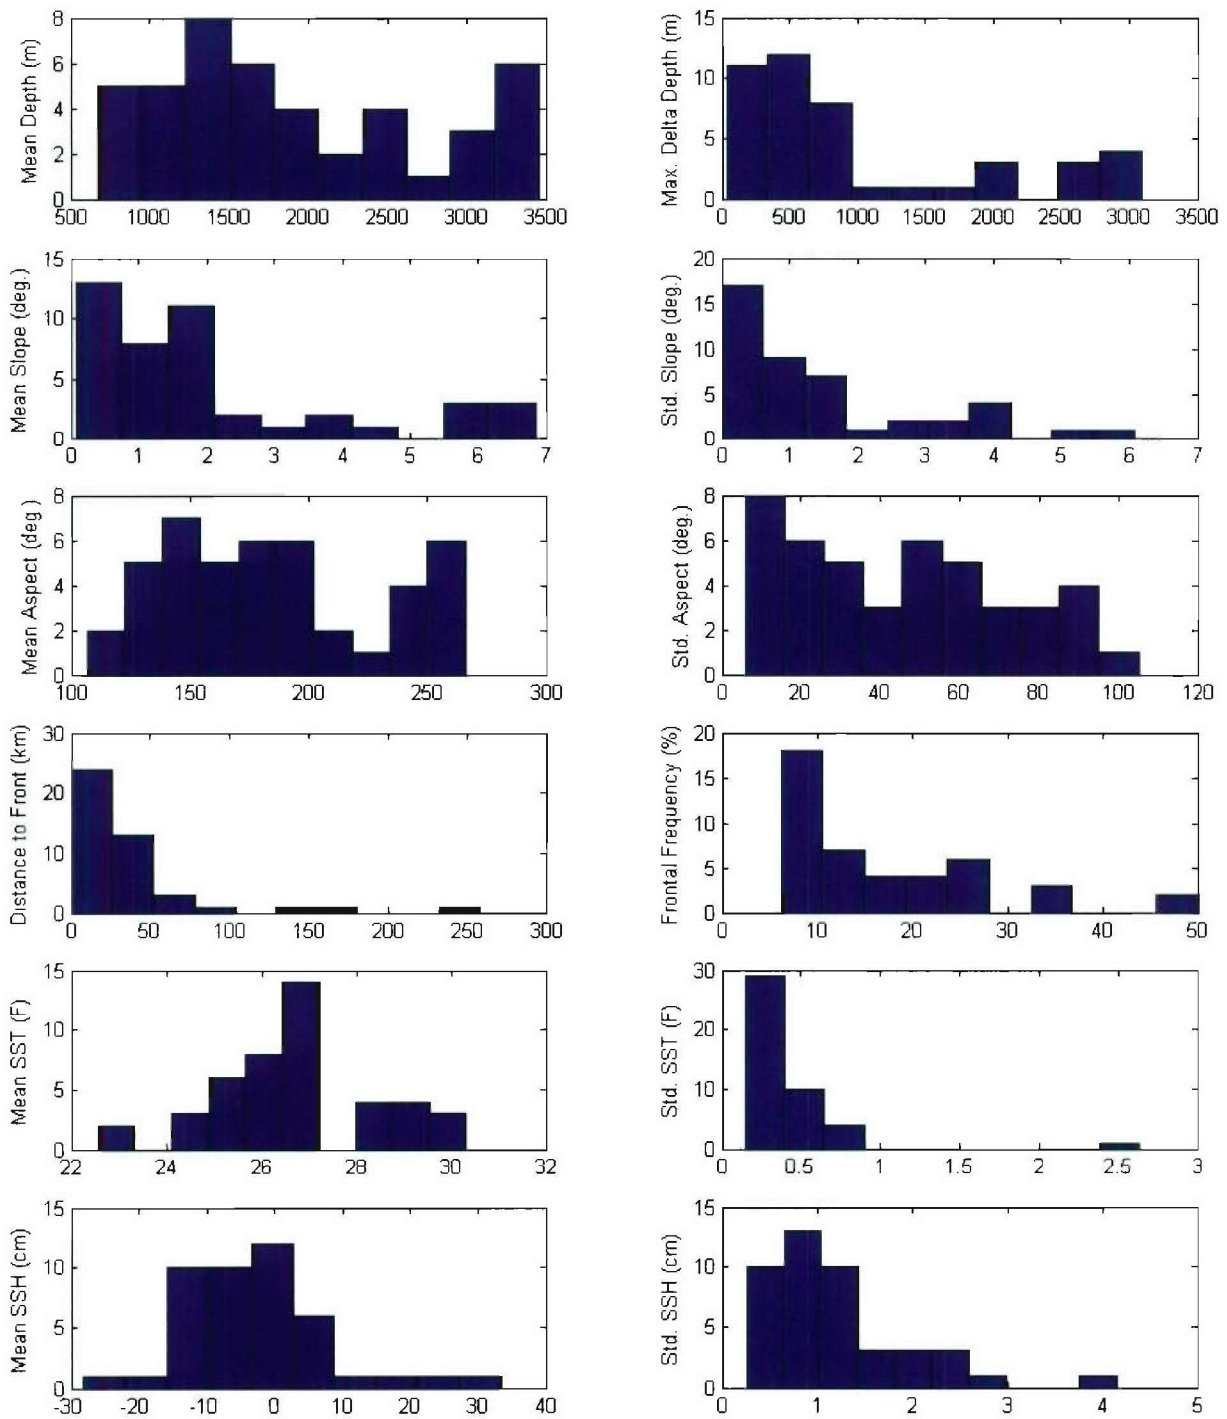 Mean Depth (m)
8
6
4
2
0
500 1000 1500 2000 2500 3000 3500
Max. Delta Depth (m)
15
10
5
0
0 500 1000 1500 2000 2500 3000 3500
Mean Slope (deg.)
15
10
5
0
0 1 2 3 4 5 6 7
Std. Slope (deg.)
20
15
10
5
0
0 1 2 3 4 5 6 7
Mean Aspect (deg )
8
6
4
2
0
100 150 200 250 300
Std. Aspect (deg.)
8
6
4
2
0
0 20 40 60 80 100 120
Distance to Front (km)
30
20
10
0
0 50 100 150 200 250 300
Frontal Frequency (%)
20
15
10
5
0
0 10 20 30 40 50
Mean SST (F)
15
10
5
0
22 24 26 28 30 32
Std. SST (F)
30
20
10
0
0 0.5 1 1.5 2 2.5 3
Mean SSH (cm)
15
10
5
0
-30 -20 -10 0 10 20 30 40
Std. SSH (cm)
15
10
5
0
0 1 2 3 4 5